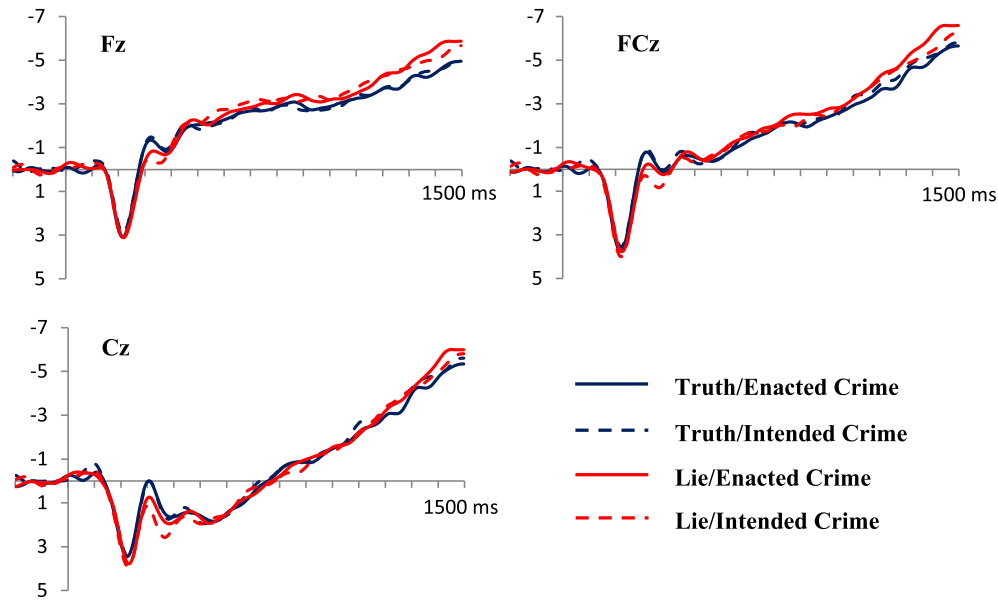 -7
-5
-3
-1
1
3
5
Fz
1500 ms
-7
-5
-3
-1
1
3
5
FCz
1500 ms
-7
-5
-3
-1
1
3
5
Cz
1500 ms
Truth/Enacted Crime
Truth/Intended Crime
Lie/Enacted Crime
Lie/Intended Crime